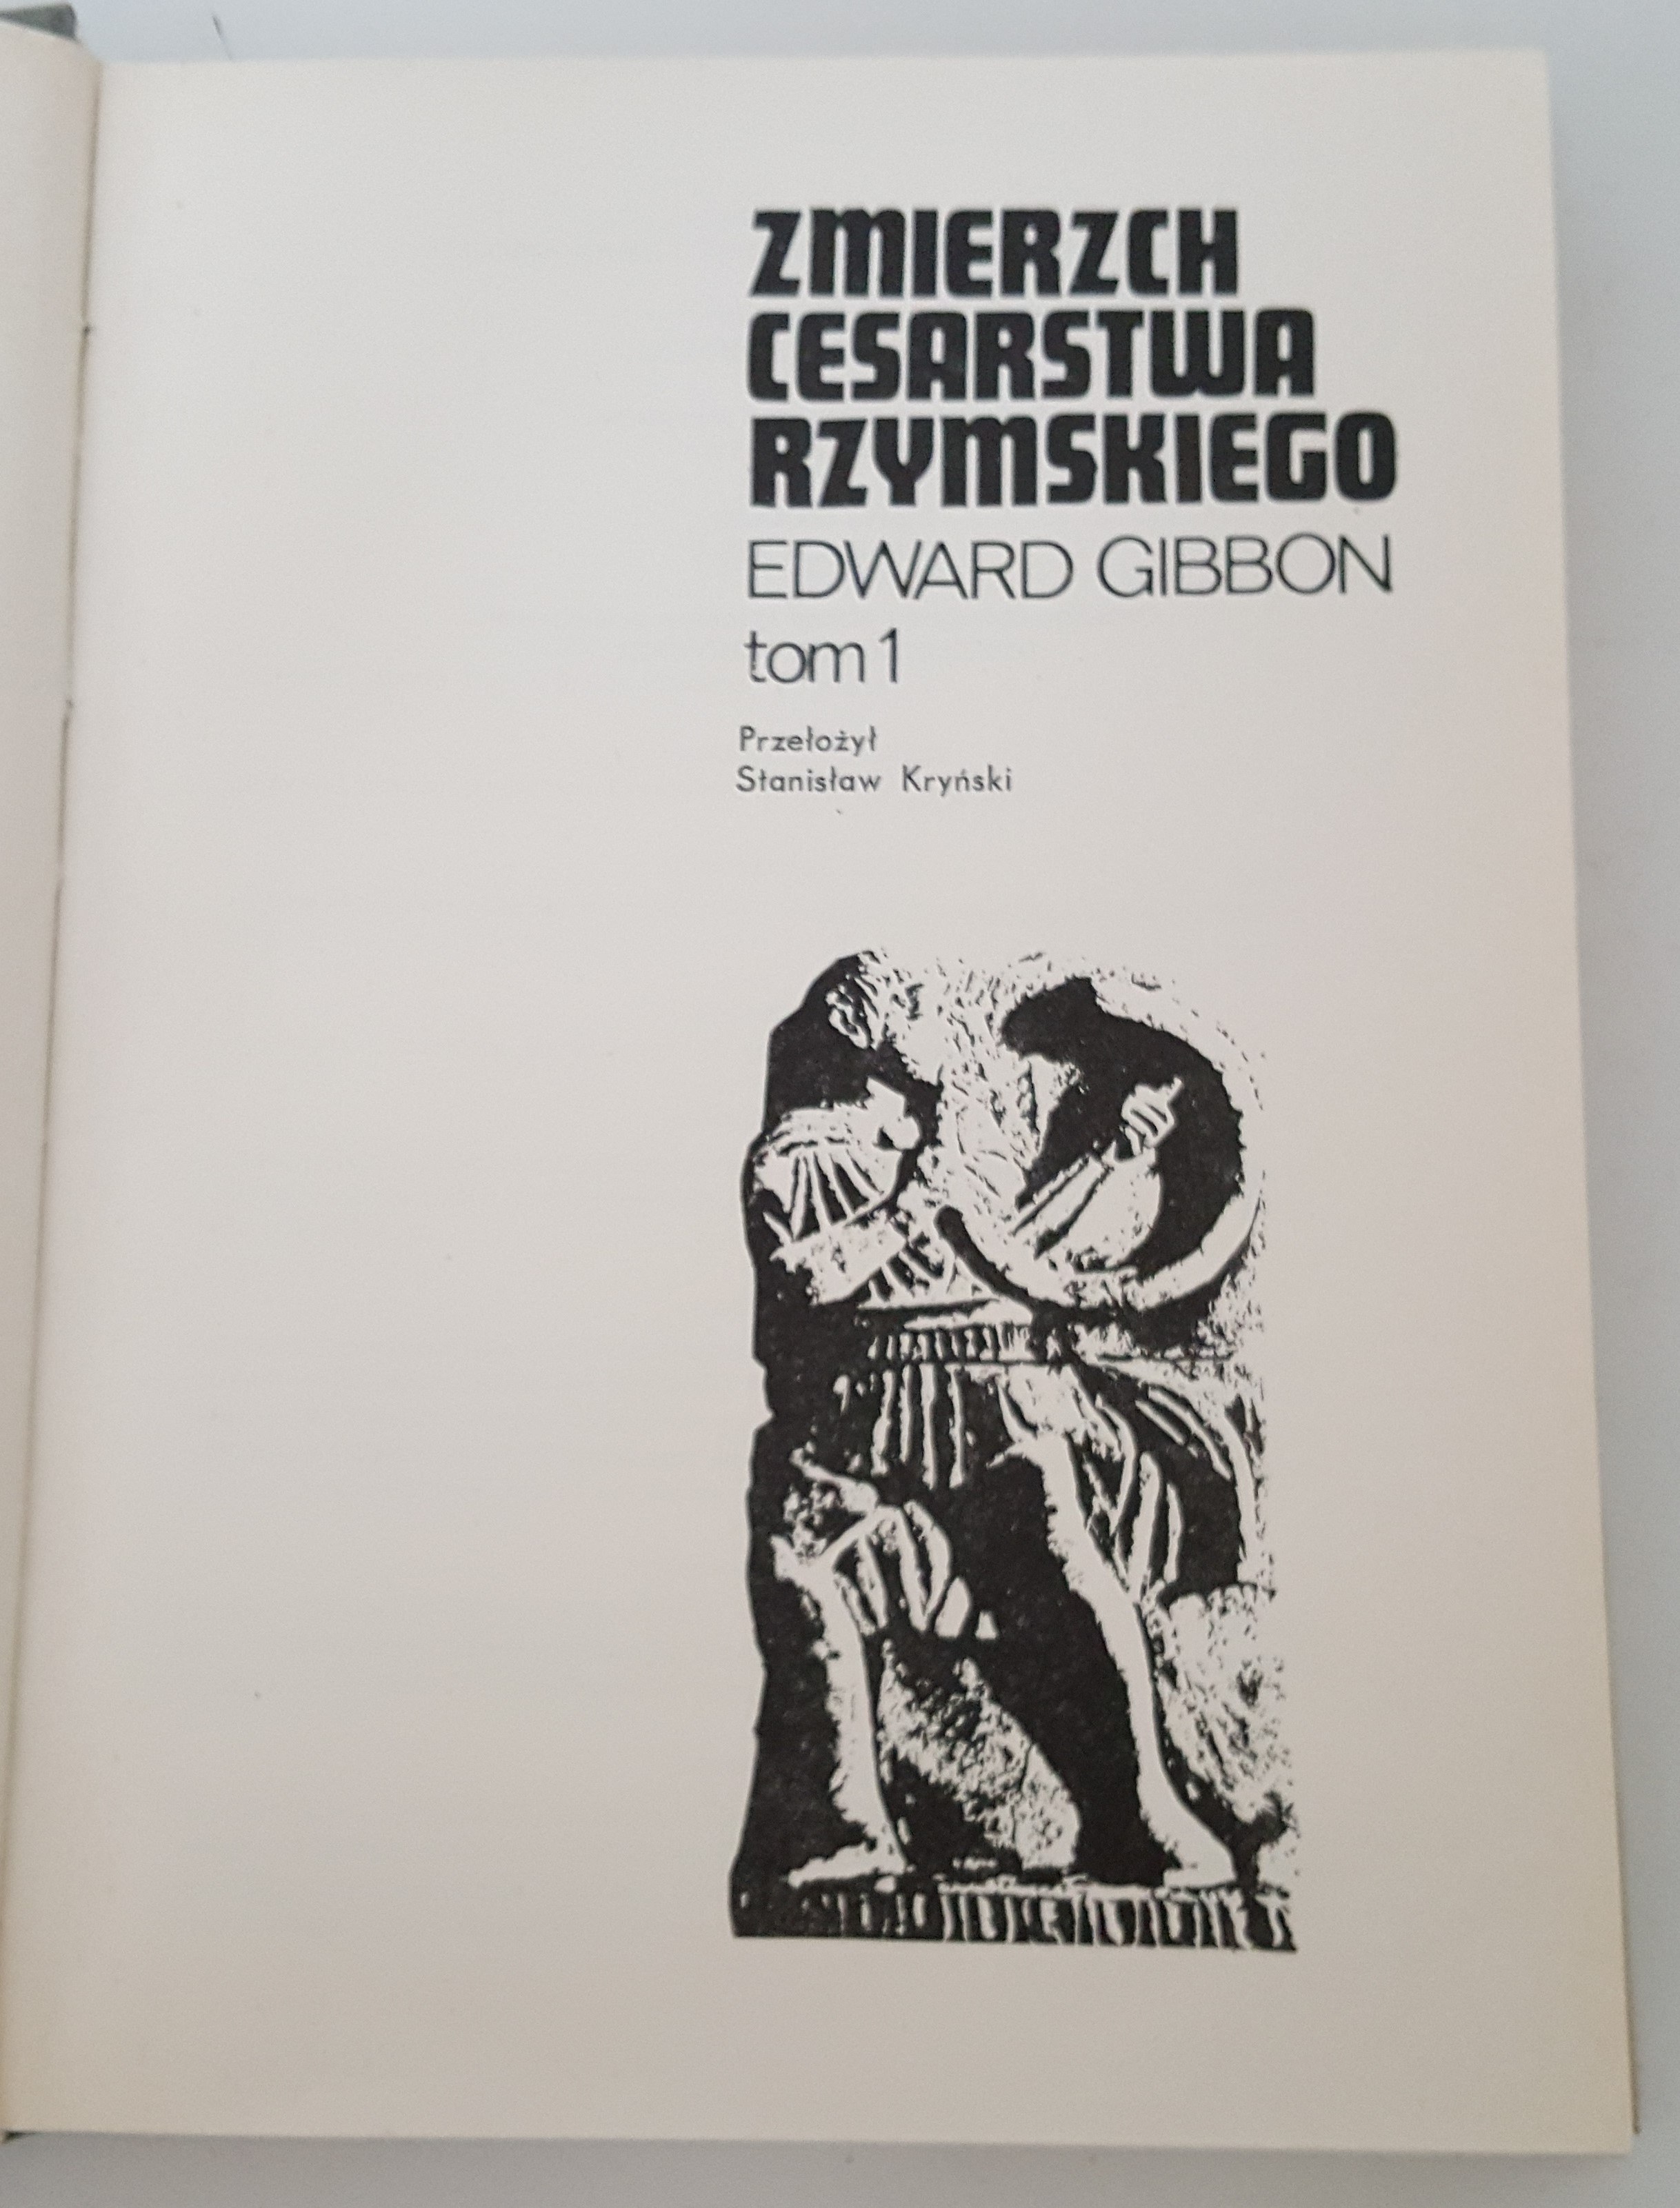 ZMIERZCH
CESARSTWA
RZYMSKIEGO
EDWARD GIBBON
tom 1
Przełożył
Stanisław Kryński